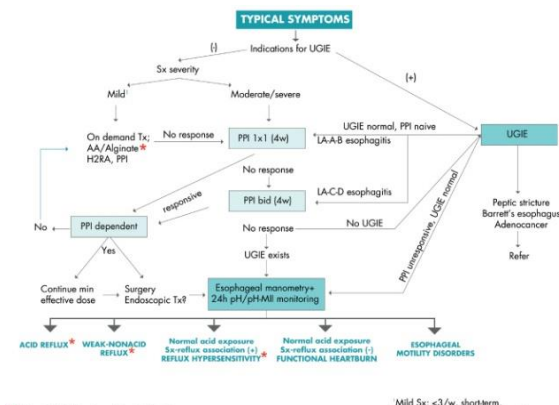 TYPICAL SYMPTOMS
Indications for UGIE
(-)
(+)
Sx severity
Mild¹
Moderate/severe
On demand Tx;
AA/Alginate*
H2RA, PPI
No response
PPI 1x1 (4w)
UGIE normal, PPI naive
LA-A-B esophagitis
UGIE
No response
responsive
PPI bid (4w)
LA-C-D esophagitis
Peptic stricture
Barrett's esophagus
Adenocancer
Refer
No
PPI dependent
No response
No UGIE
PPI unresponsive, UGIE normal
Yes
UGIE exists
Continue min
effective dose
Surgery
Endoscopic Tx?
Esophageal manometry+
24h pH/pH-MII monitoring
ACID REFLUX*
WEAK-NONACID
REFLUX*
Normal acid exposure
Sx-reflux association (+)
REFLUX HYPERSENSITIVITY*
Normal acid exposure
Sx-reflux association (-)
FUNCTIONAL HEARTBURN
ESOPHAGEAL
MOTILITY DISORDERS
¹Mild Sx: <3/w, short-term